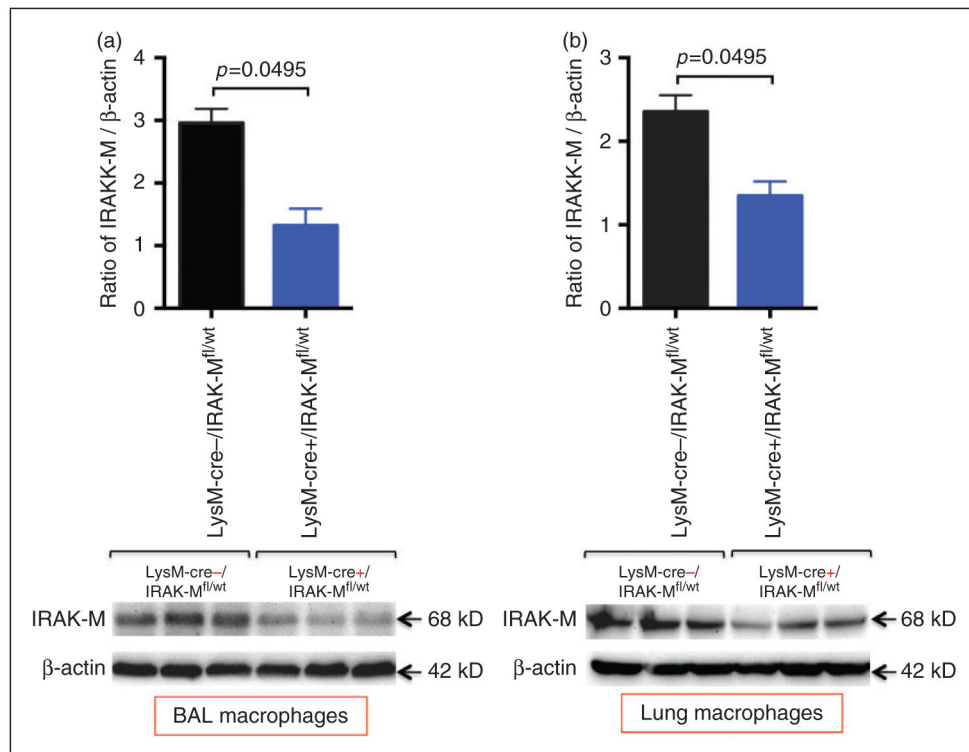 (a)
4
3
2
1
0
Ratio of IRAKK-M / β-actin
p=0.0495
LysM-cre–/IRAK-Mfl/wt
LysM-cre+/IRAK-Mfl/wt
LysM-cre–/
IRAK-Mfl/wt
LysM-cre+/
IRAK-Mfl/wt
IRAK-M
68 kD
β-actin
42 kD
BAL macrophages
(b)
3
2
1
0
Ratio of IRAKK-M / β-actin
p=0.0495
LysM-cre–/IRAK-Mfl/wt
LysM-cre+/IRAK-Mfl/wt
LysM-cre–/
IRAK-Mfl/wt
LysM-cre+/
IRAK-Mfl/wt
IRAK-M
68 kD
β-actin
42 kD
Lung macrophages